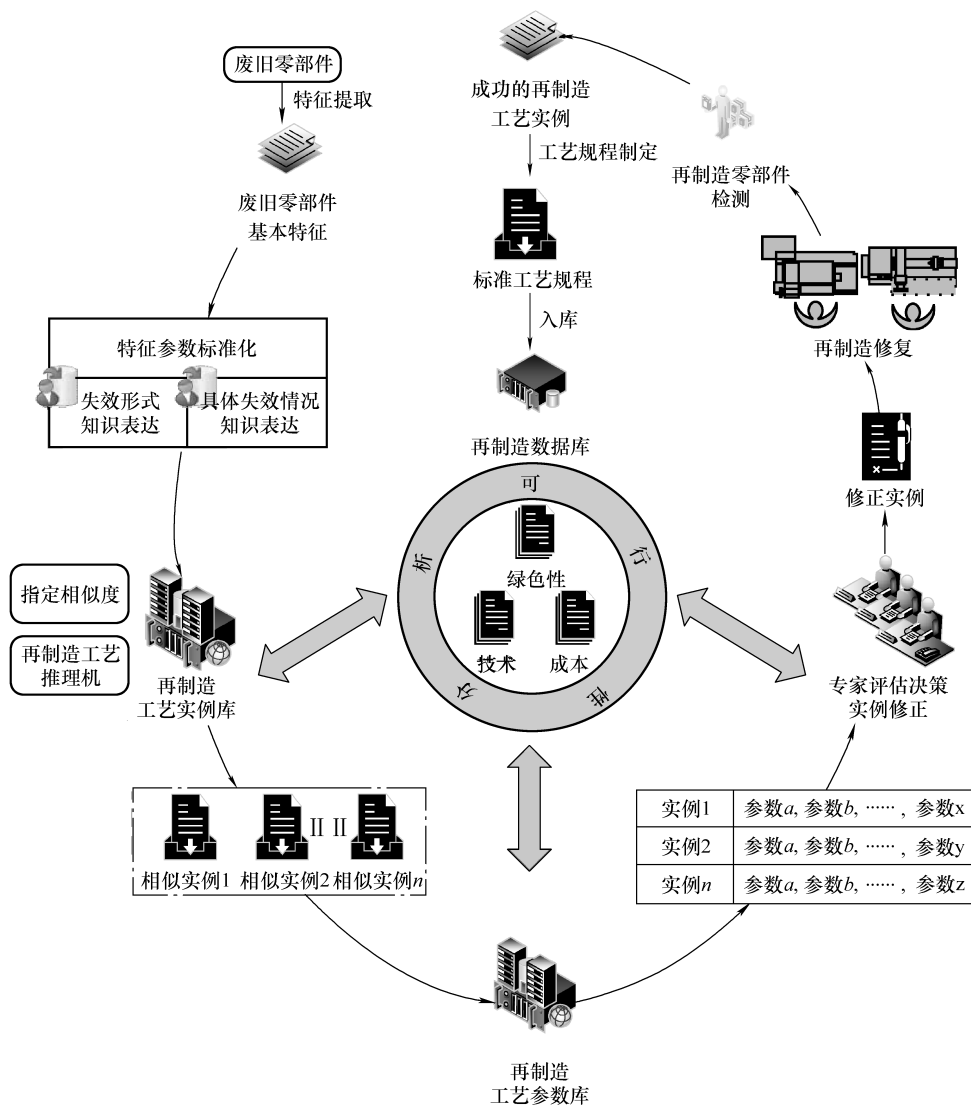 废旧零部件
特征提取
废旧零部件
基本特征
特征参数标准化
失效形式
知识表达
具体失效情况
知识表达
指定相似度
再制造工艺
推理机
再制造
工艺实例库
相似实例1
相似实例2
相似实例n
再制造
工艺参数库
实例1 参数a, 参数b, ……, 参数x
实例2 参数a, 参数b, ……, 参数y
实例n 参数a, 参数b, ……, 参数z
专家评估决策
实例修正
修正实例
再制造修复
再制造零部件
检测
成功的再制造
工艺实例
工艺规程制定
标准工艺规程
入库
再制造数据库
可行性分析
绿色性
技术
成本